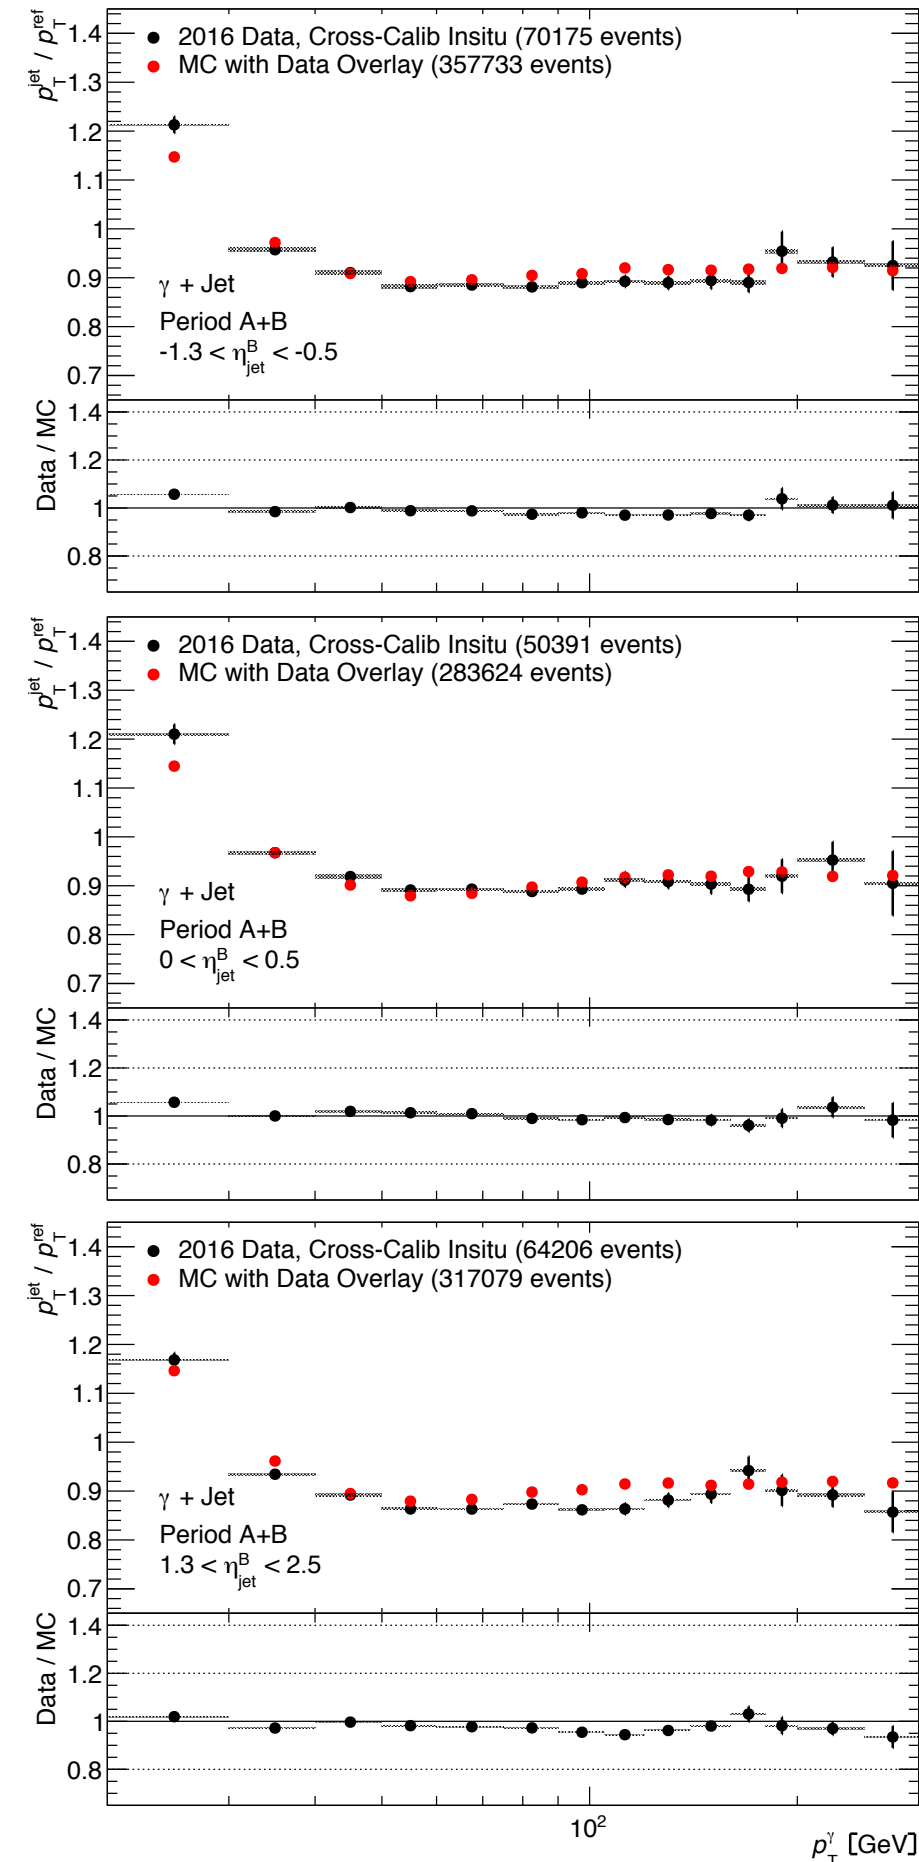 p_T^jet / p_T^ref
1.4
1.3
1.2
1.1
1
0.9
0.8
0.7
● 2016 Data, Cross-Calib Insitu (70175 events)
● MC with Data Overlay (357733 events)
γ + Jet
Period A+B
-1.3 < η_jet^B < -0.5
Data / MC
1.4
1.2
1
0.8
p_T^jet / p_T^ref
1.4
1.3
1.2
1.1
1
0.9
0.8
0.7
● 2016 Data, Cross-Calib Insitu (50391 events)
● MC with Data Overlay (283624 events)
γ + Jet
Period A+B
0 < η_jet^B < 0.5
Data / MC
1.4
1.2
1
0.8
p_T^jet / p_T^ref
1.4
1.3
1.2
1.1
1
0.9
0.8
0.7
● 2016 Data, Cross-Calib Insitu (64206 events)
● MC with Data Overlay (317079 events)
γ + Jet
Period A+B
1.3 < η_jet^B < 2.5
Data / MC
1.4
1.2
1
0.8
10²
p_T^γ [GeV]